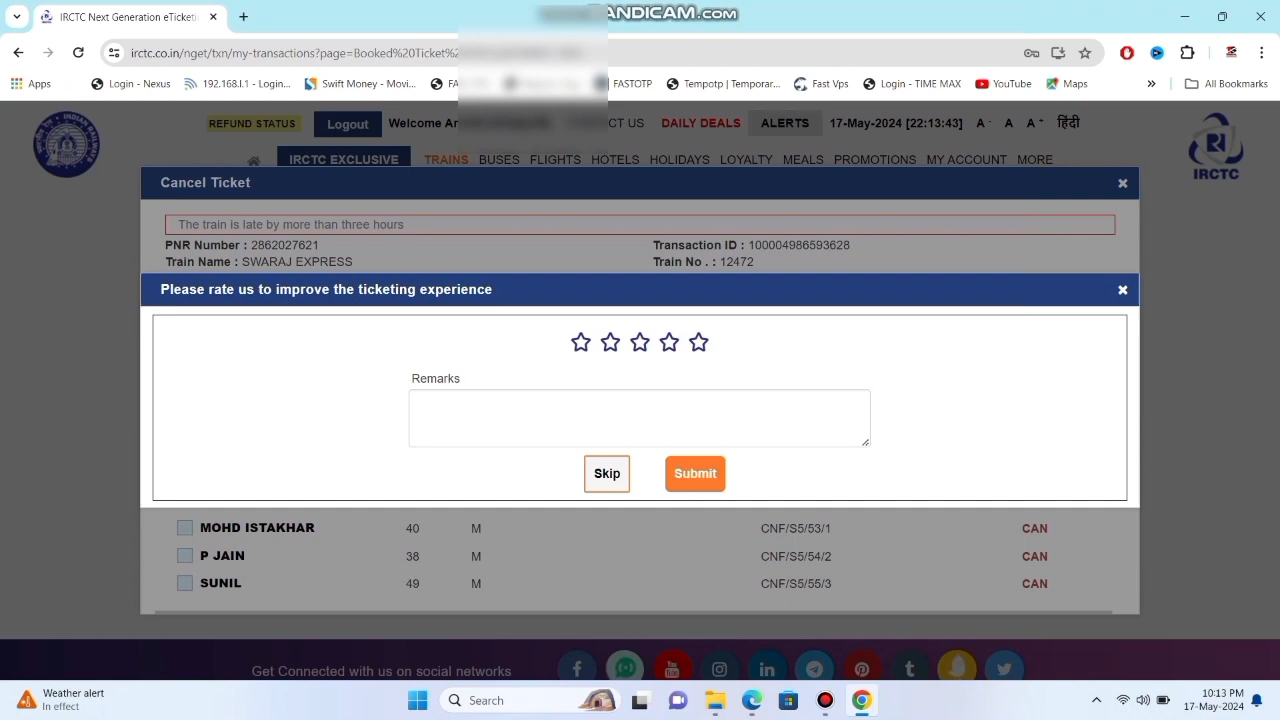 IRCTC Next Generation eTicket
ANDICAM.COM
irctc.co.in/nget/txn/my-transactions?page=Booked%20Ticket%
Apps Login - Nexus 192.168.1.1 - Login... Swift Money - Movi... FASTOTP Tempotp | Temporar... Fast Vps Login - TIME MAX YouTube Maps » All Bookmarks
INDIAN RAILWAYS
REFUND STATUS Logout Welcome CT US DAILY DEALS ALERTS 17-May-2024 [22:13:43] A - A A + हिंदी
IRCTC EXCLUSIVE TRAINS BUSES FLIGHTS HOTELS HOLIDAYS LOYALTY MEALS PROMOTIONS MY ACCOUNT MORE
IRCTC
Cancel Ticket
The train is late by more than three hours
PNR Number : 2862027621 Transaction ID : 100004986593628
Train Name : SWARAJ EXPRESS Train No . : 12472
Please rate us to improve the ticketing experience
Remarks
Skip Submit
MOHD ISTAKHAR 40 M CNF/S5/53/1 CAN
P JAIN 38 M CNF/S5/54/2 CAN
SUNIL 49 M CNF/S5/55/3 CAN
Get Connected with us on social networks
Weather alert
In effect
Search
10:13 PM
17-May-2024